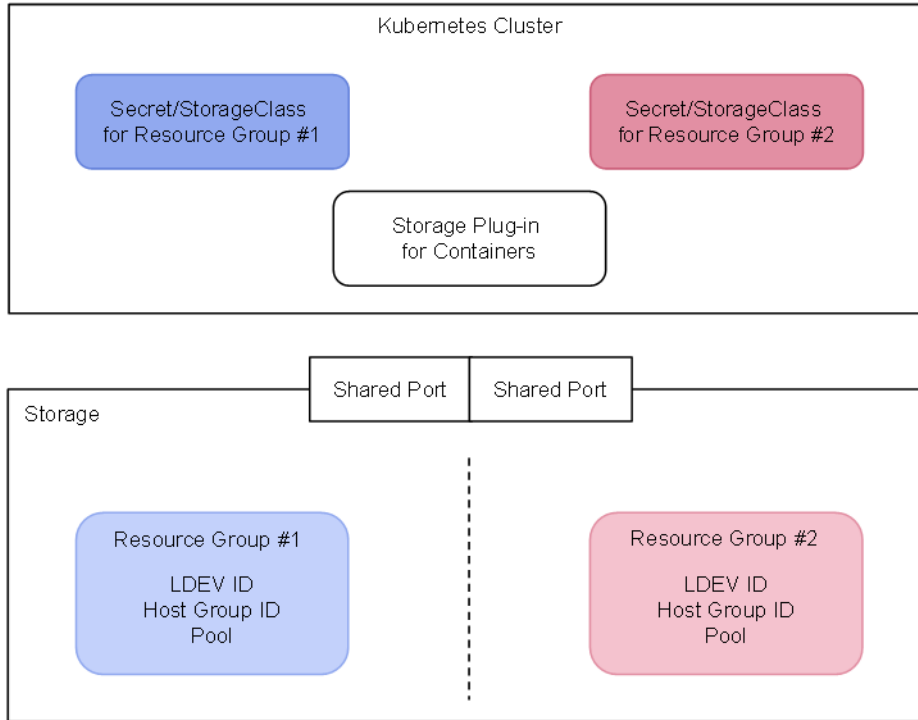 Kubernetes Cluster
Secret/StorageClass
for Resource Group #1
Secret/StorageClass
for Resource Group #2
Storage Plug-in
for Containers
Shared Port
Shared Port
Storage
Resource Group #1
LDEV ID
Host Group ID
Pool
Resource Group #2
LDEV ID
Host Group ID
Pool